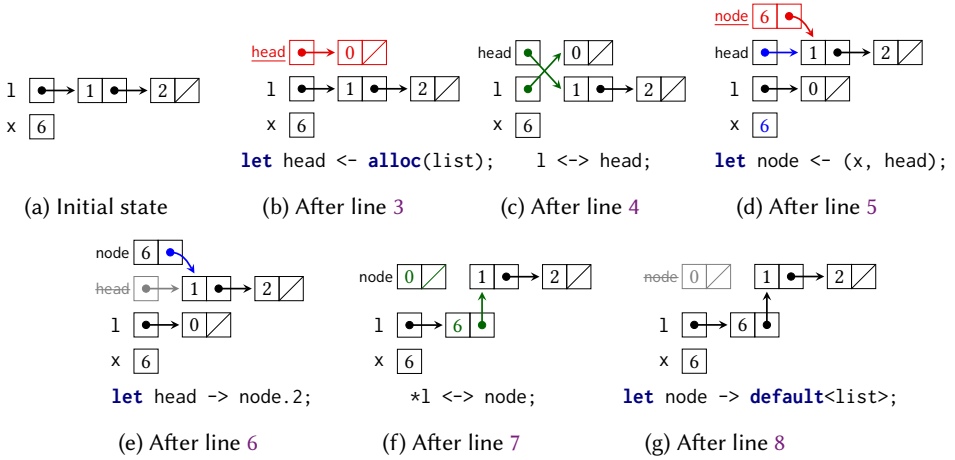 head 0
l 1 2
x 6
let head <- alloc(list);
(b) After line 3
l 1 2
x 6
(a) Initial state
head 0
l 1 2
x 6
l <-> head;
(c) After line 4
node 6
head 1 2
l 0
x 6
let node <- (x, head);
(d) After line 5
node 6
head 1 2
l 0
x 6
let head -> node.2;
(e) After line 6
node 0 1 2
l 6
x 6
*l <-> node;
(f) After line 7
node 0 1 2
l 6
x 6
let node -> default<list>;
(g) After line 8